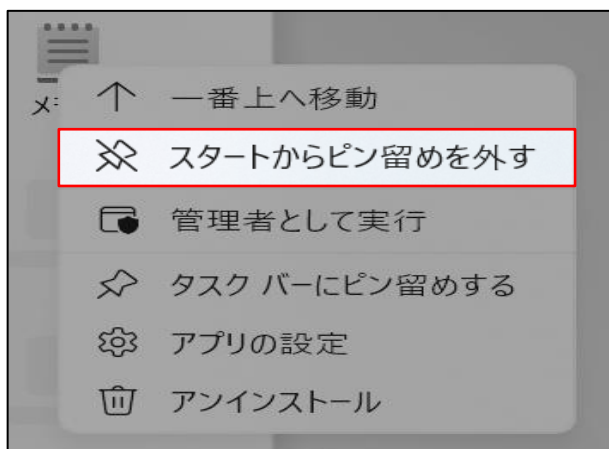 メモ
一番上へ移動
スタートからピン留めを外す
管理者として実行
タスク バーにピン留めする
アプリの設定
アンインストール